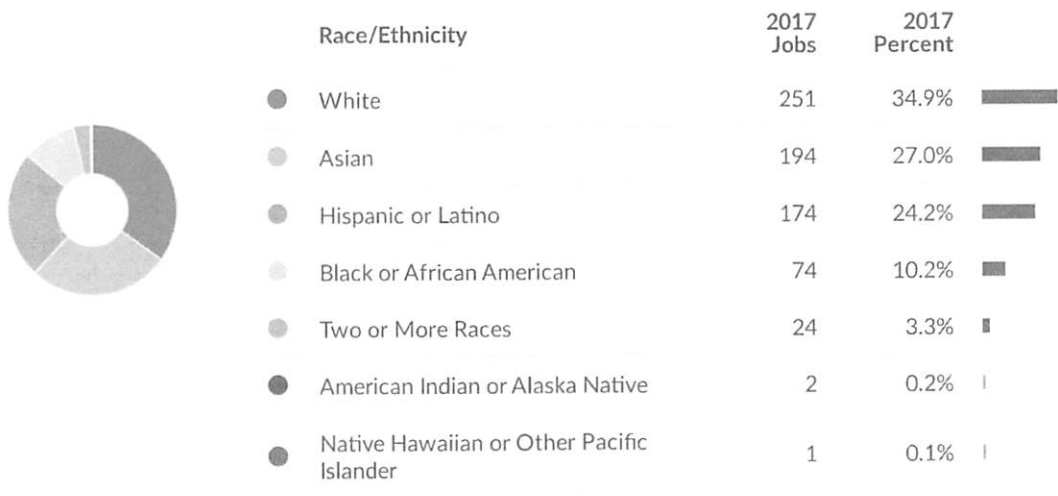 Race/Ethnicity 2017 Jobs 2017 Percent
White 251 34.9%
Asian 194 27.0%
Hispanic or Latino 174 24.2%
Black or African American 74 10.2%
Two or More Races 24 3.3%
American Indian or Alaska Native 2 0.2%
Native Hawaiian or Other Pacific
Islander 1 0.1%